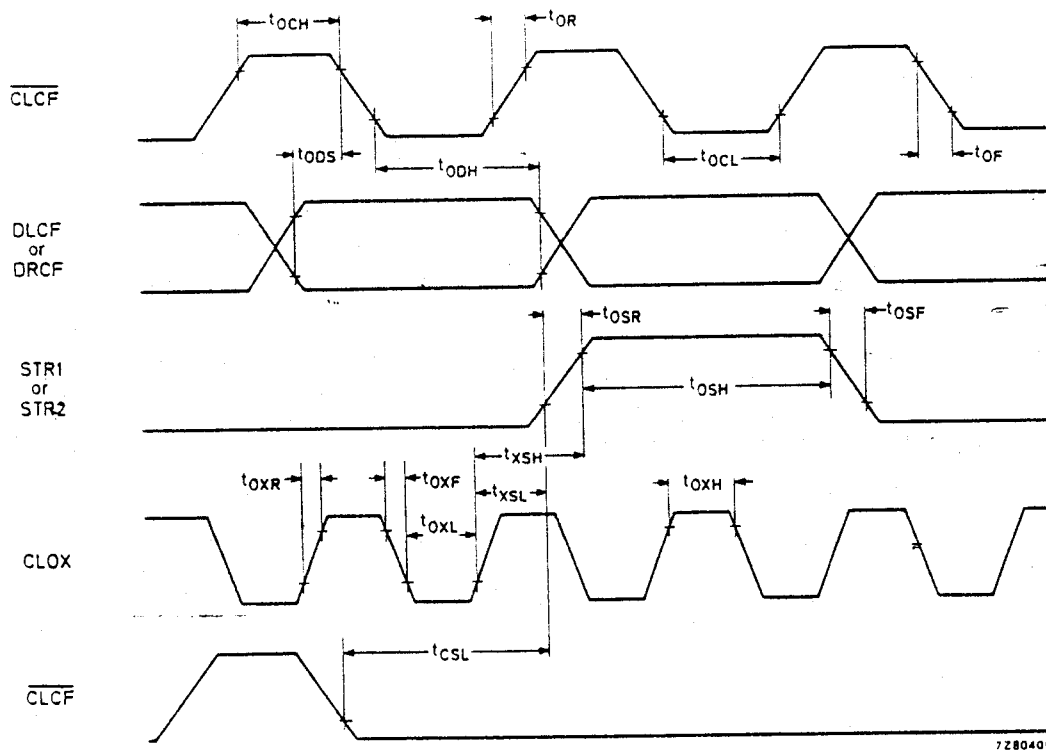 tOCH
tOR
CLCF
tODS
tODH
tOCL
tOF
DLCF
or
DRCF
tOSR
tOSF
STR1
or
STR2
tOSH
tXSH
tOXR
tOXF
tXSL
tOXH
tOXL
CLOX
tCSL
CLCF
7Z8040